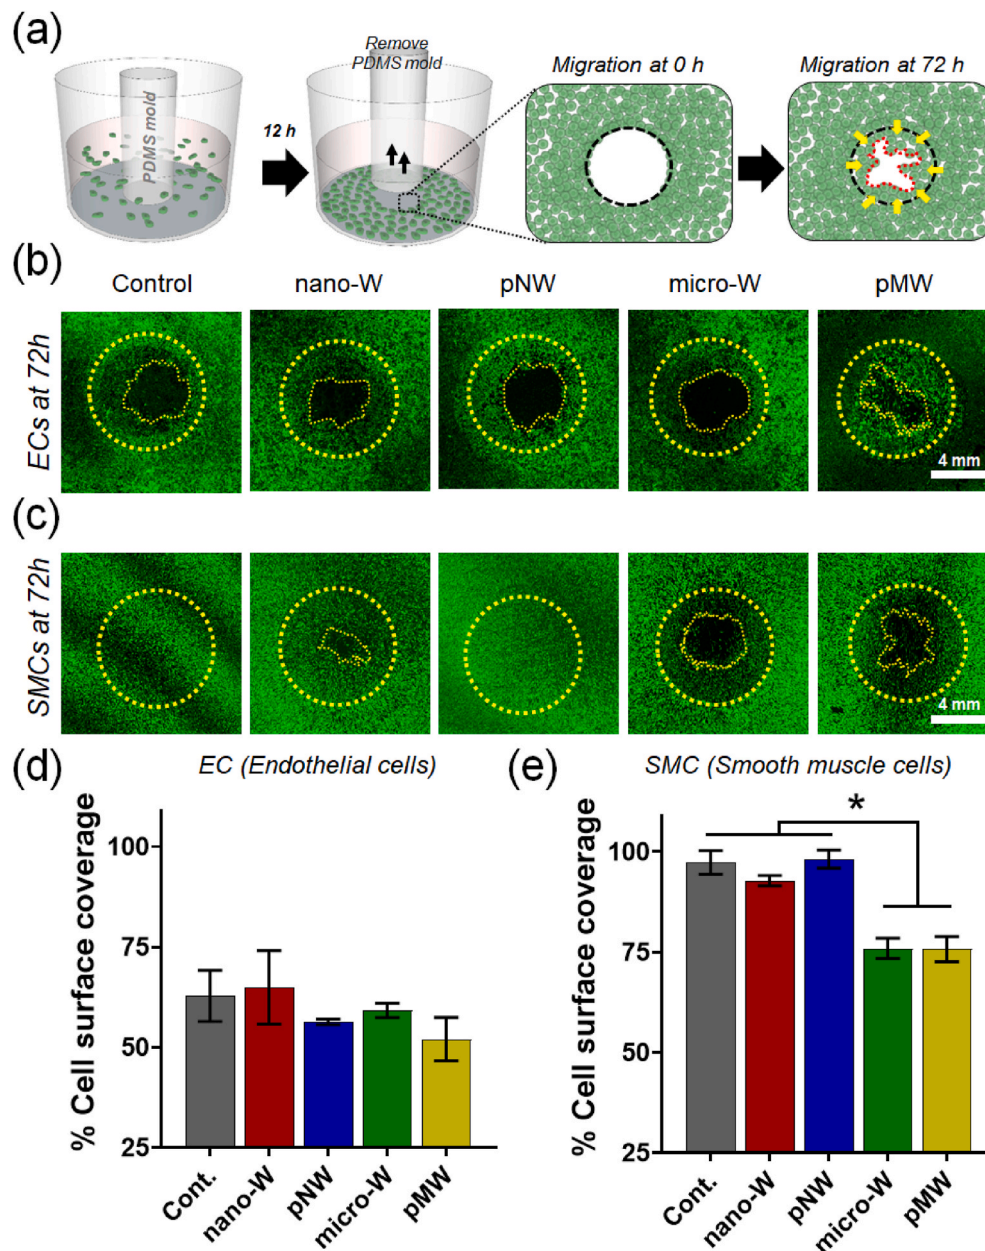 (a)
PDMS mold
12 h
Remove
PDMS mold
Migration at 0 h
Migration at 72 h
(b)
Control
nano-W
pNW
micro-W
pMW
ECs at 72h
4 mm
(c)
SMCs at 72h
4 mm
(d)
EC (Endothelial cells)
% Cell surface coverage
100
75
50
25
Cont.
nano-W
pNW
micro-W
pMW
(e)
SMC (Smooth muscle cells)
*
% Cell surface coverage
100
75
50
25
Cont.
nano-W
pNW
micro-W
pMW